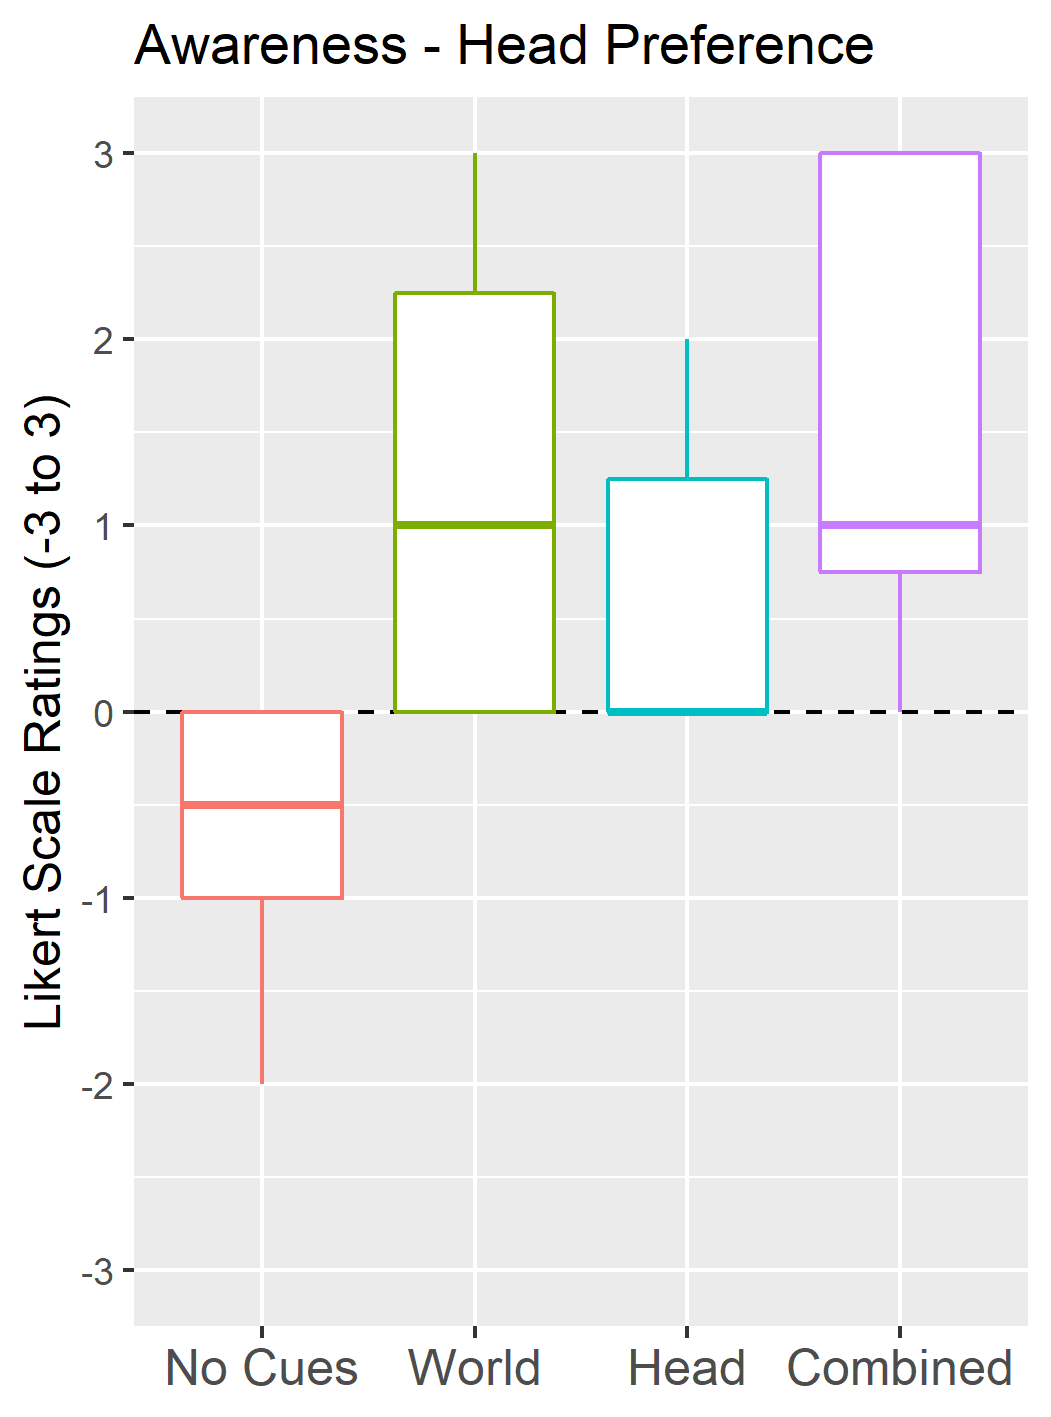 Awareness - Head Preference
Likert Scale Ratings (-3 to 3)
3
2
1
0
-1
-2
-3
No Cues World Head Combined